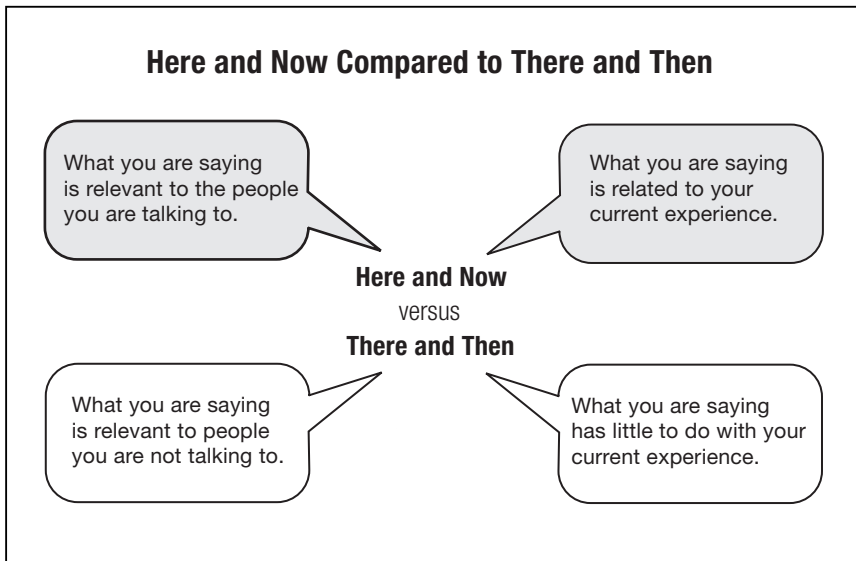 Here and Now Compared to There and Then
What you are saying
is relevant to the people
you are talking to.
What you are saying
is related to your
current experience.
Here and Now
versus
There and Then
What you are saying
is relevant to people
you are not talking to.
What you are saying
has little to do with your
current experience.